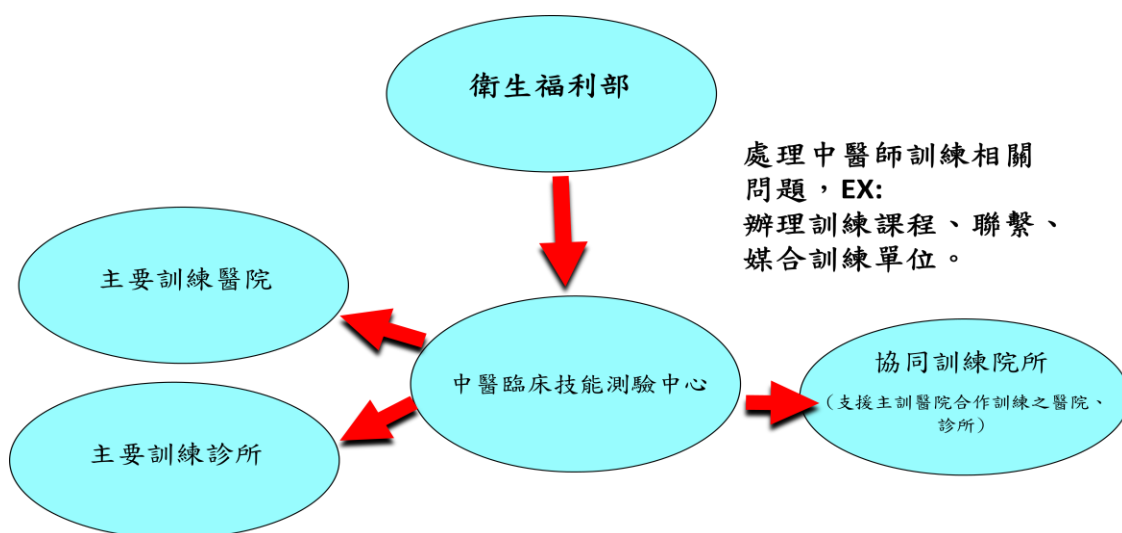 衛生福利部
處理中醫師訓練相關
問題，EX:
辦理訓練課程、聯繫、
媒合訓練單位。
主要訓練醫院
中醫臨床技能測驗中心
協同訓練院所
（支援主訓醫院合作訓練之醫院、
診所）
主要訓練診所